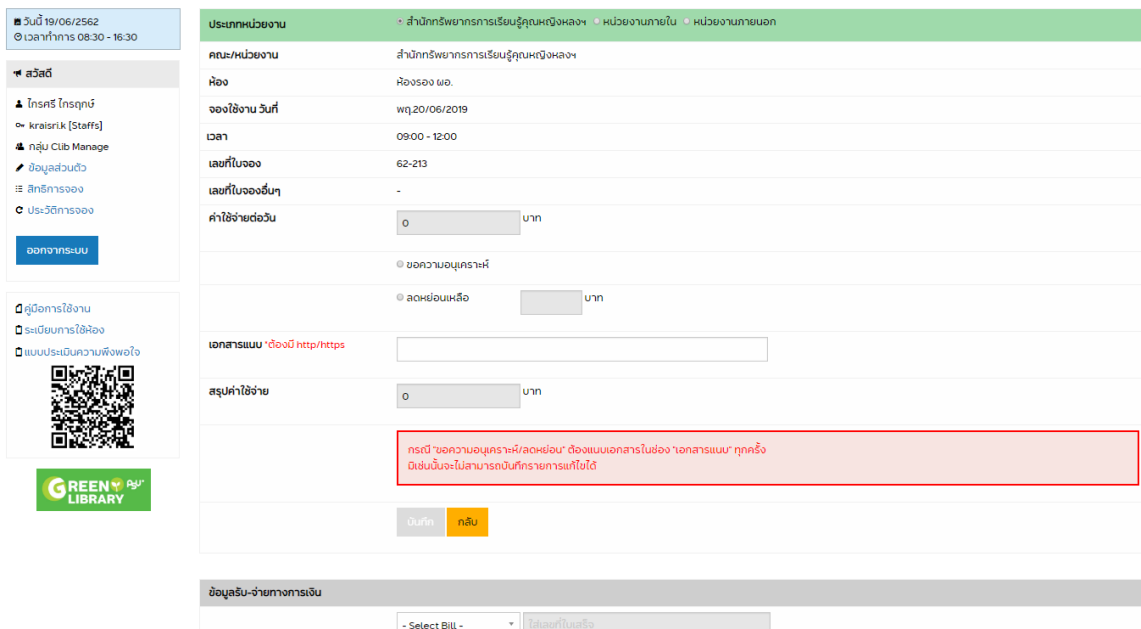 วันนี้ 19/06/2562
เวลาทำการ 08:30 - 16:30
สวัสดี
ไกรศรี ไกรฤกษ์
kraisri.k [Staffs]
กลุ่ม Clib Manage
ข้อมูลส่วนตัว
สิทธิการจอง
ประวัติการจอง
ออกจากระบบ
คู่มือการใช้งาน
ระเบียบการใช้ห้อง
แบบประเมินความพึงพอใจ
GREEN
LIBRARY
ประเภทหน่วยงาน สำนักทรัพยากรการเรียนรู้คุณหญิงหลงฯ หน่วยงานภายใน หน่วยงานภายนอก
คณะ/หน่วยงาน สำนักทรัพยากรการเรียนรู้คุณหญิงหลงฯ
ห้อง ห้องรอง ผอ.
จองใช้งาน วันที่ พฤ.20/06/2019
เวลา 09:00 - 12:00
เลขที่ใบจอง 62-213
เลขที่ใบจองอื่นๆ -
ค่าใช้จ่ายต่อวัน 0 บาท
ขอความอนุเคราะห์
ลดหย่อนเหลือ บาท
เอกสารแนบ *ต้องมี http/https
สรุปค่าใช้จ่าย 0 บาท
กรณี "ขอความอนุเคราะห์/ลดหย่อน" ต้องแนบเอกสารในช่อง "เอกสารแนบ" ทุกครั้ง
มิเช่นนั้นจะไม่สามารถบันทึกรายการแก้ไขได้
บันทึก กลับ
ข้อมูลรับ-จ่ายทางการเงิน
- Select Bill - ใส่เลขที่ใบเสร็จ